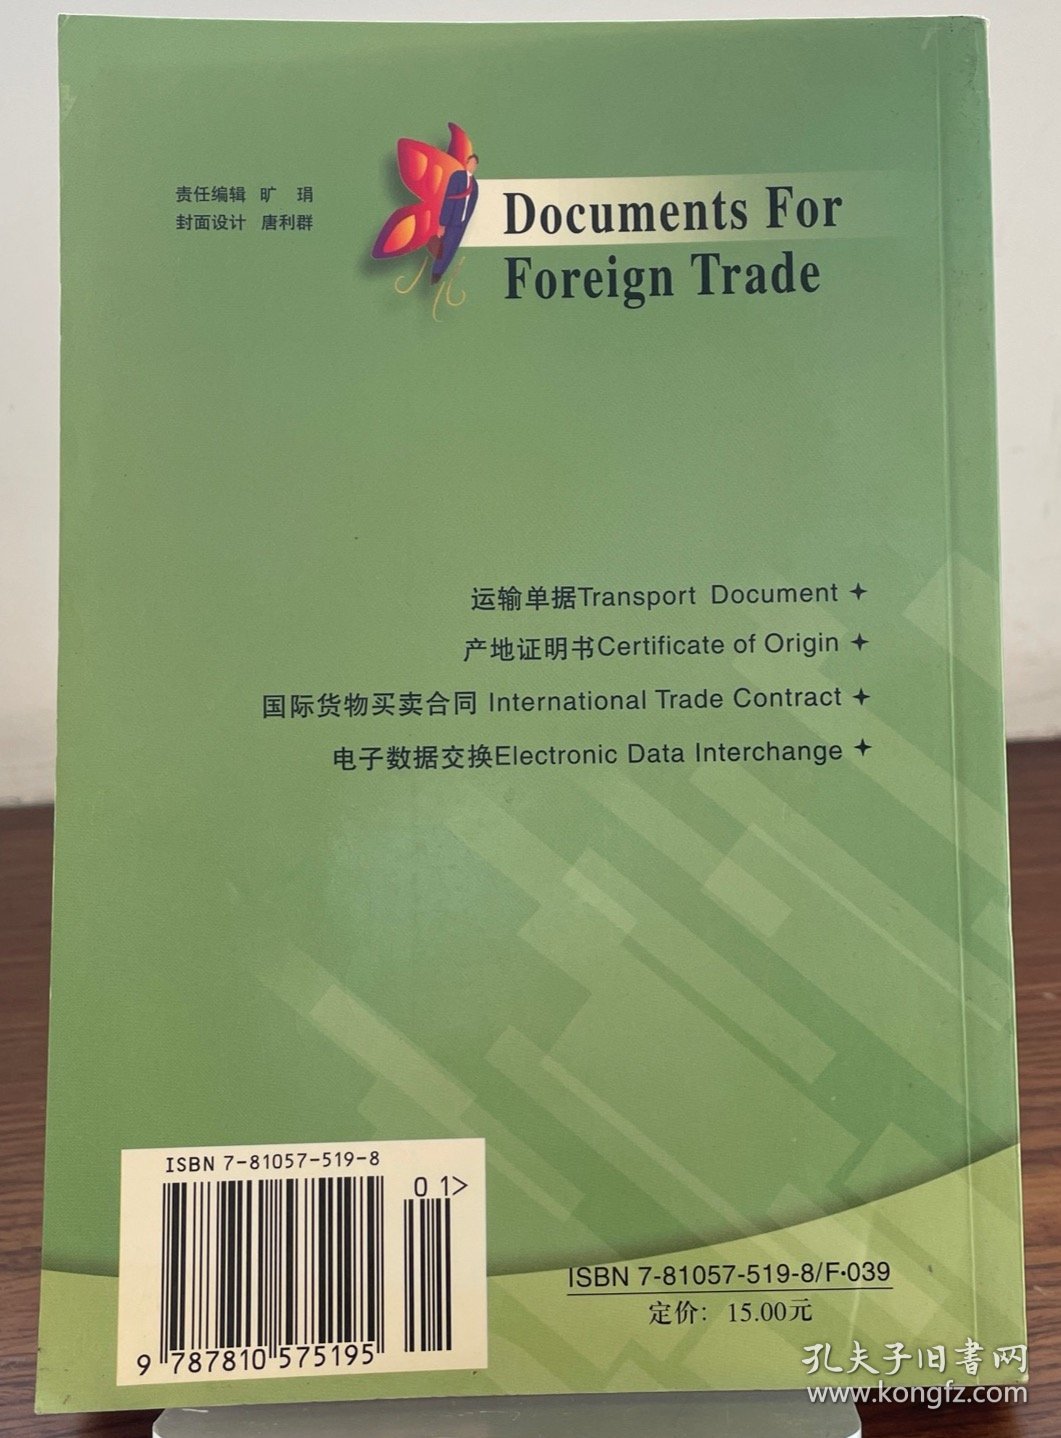 责任编辑 旷 琄
封面设计 唐利群
Documents For
Foreign Trade
运输单据Transport Document
产地证明书Certificate of Origin
国际货物买卖合同 International Trade Contract
电子数据交换Electronic Data Interchange
ISBN 7-81057-519-8
01>
9 787810 575195
ISBN 7-81057-519-8/F·039
定价：15.00元
孔夫子旧書网
www.kongfz.com